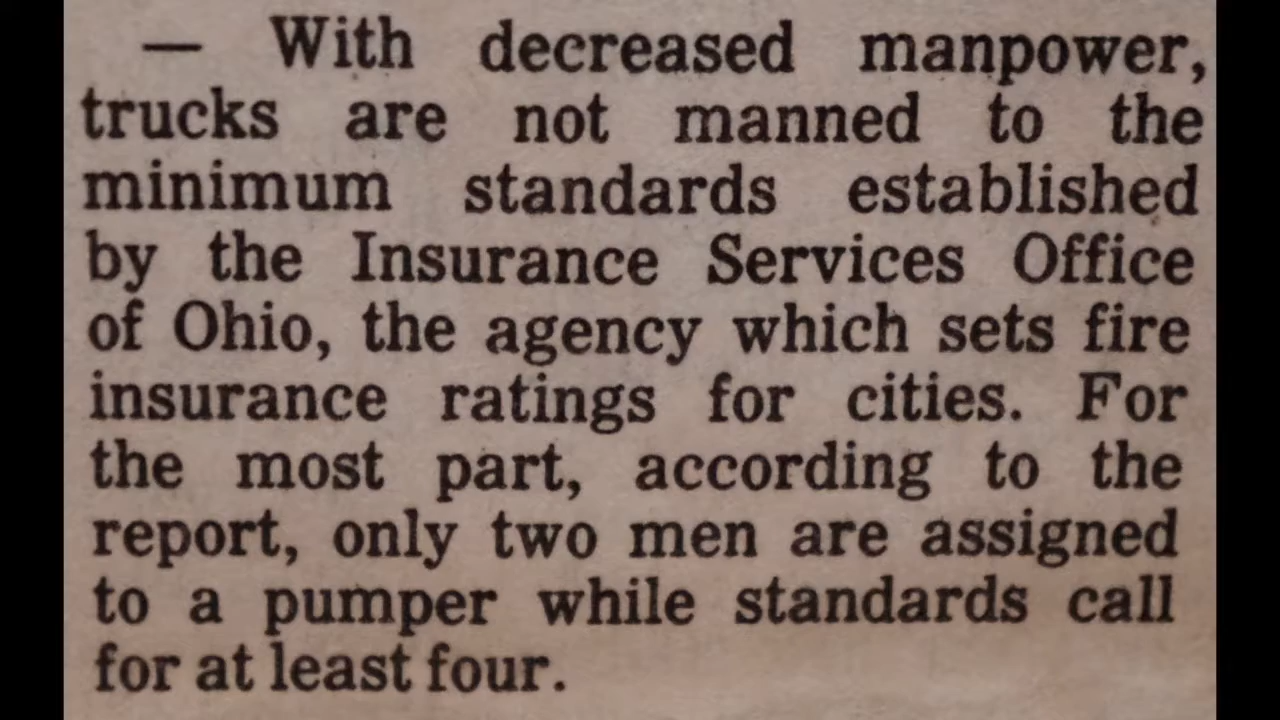 — With decreased manpower,
trucks are not manned to the
minimum standards established
by the Insurance Services Office
of Ohio, the agency which sets fire
insurance ratings for cities. For
the most part, according to the
report, only two men are assigned
to a pumper while standards call
for at least four.